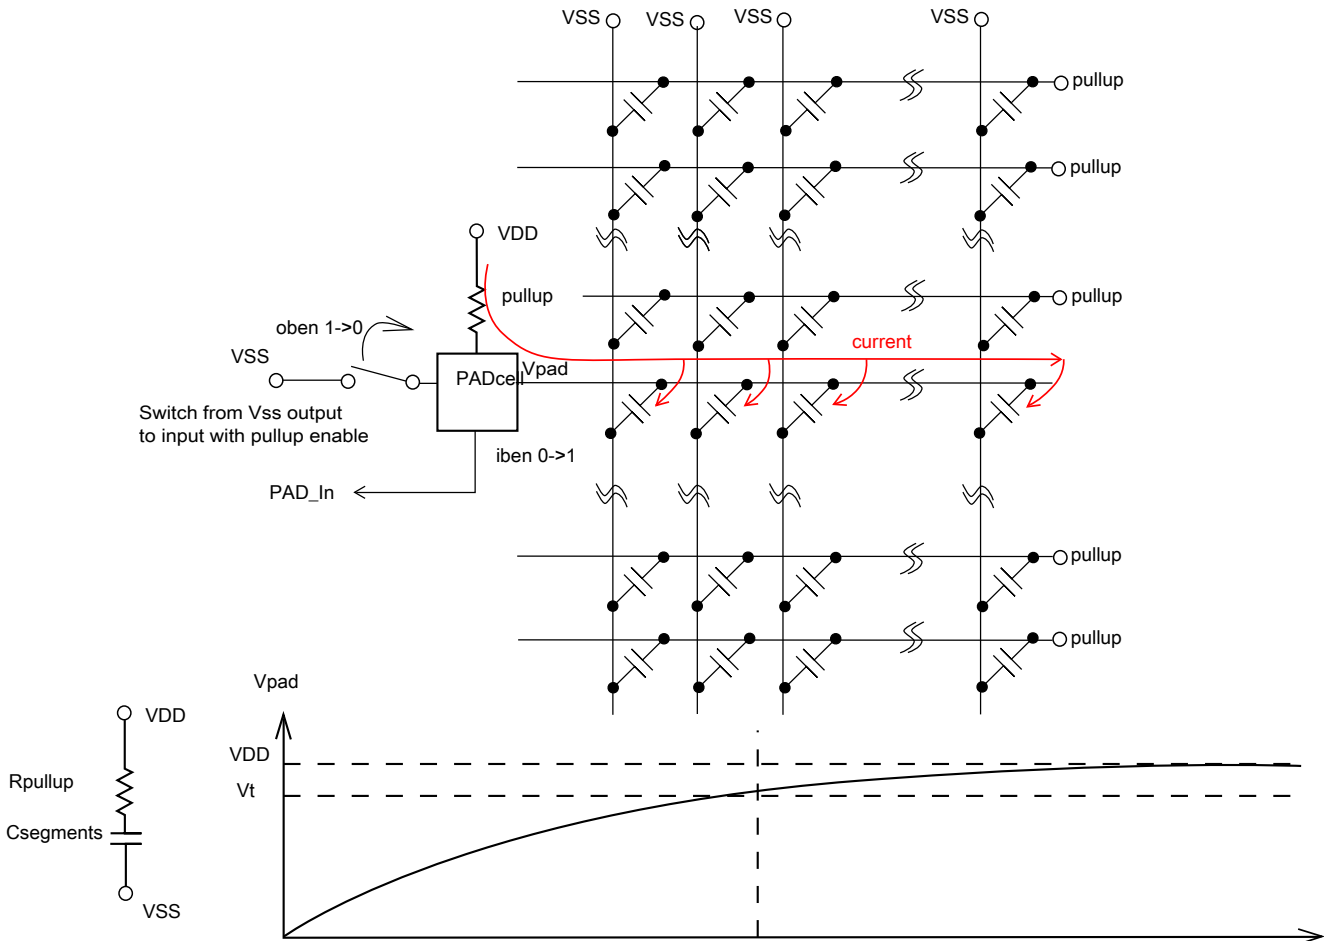 VSS
VSS
VSS
VSS
pullup
pullup
VDD
pullup
pullup
oben 1->0
current
VSS
PADcell
Vpad
Switch from Vss output
to input with pullup enable
iben 0->1
PAD_In
pullup
pullup
Vpad
VDD
VDD
Rpullup
Vt
Csegments
VSS